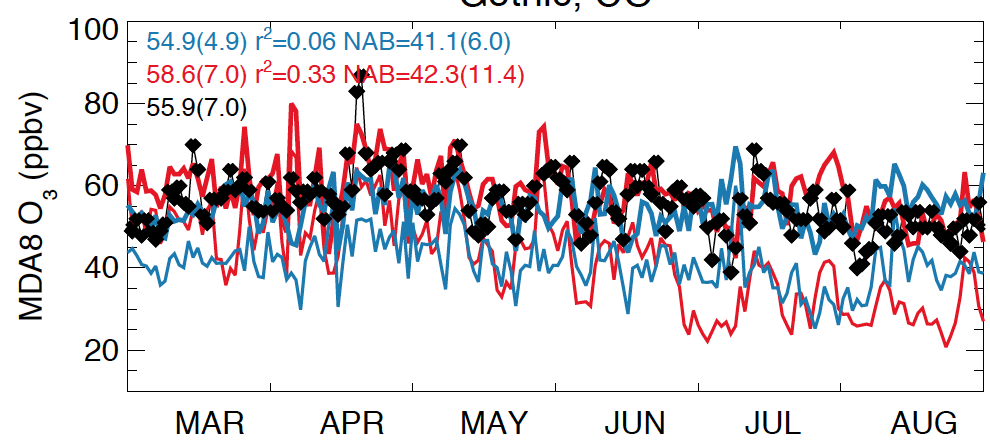 100
54.9(4.9) r²=0.06 NAB=41.1(6.0)
58.6(7.0) r²=0.33 NAB=42.3(11.4)
80
55.9(7.0)
60
40
20
MDA8 O₃ (ppbv)
MAR APR MAY JUN JUL AUG